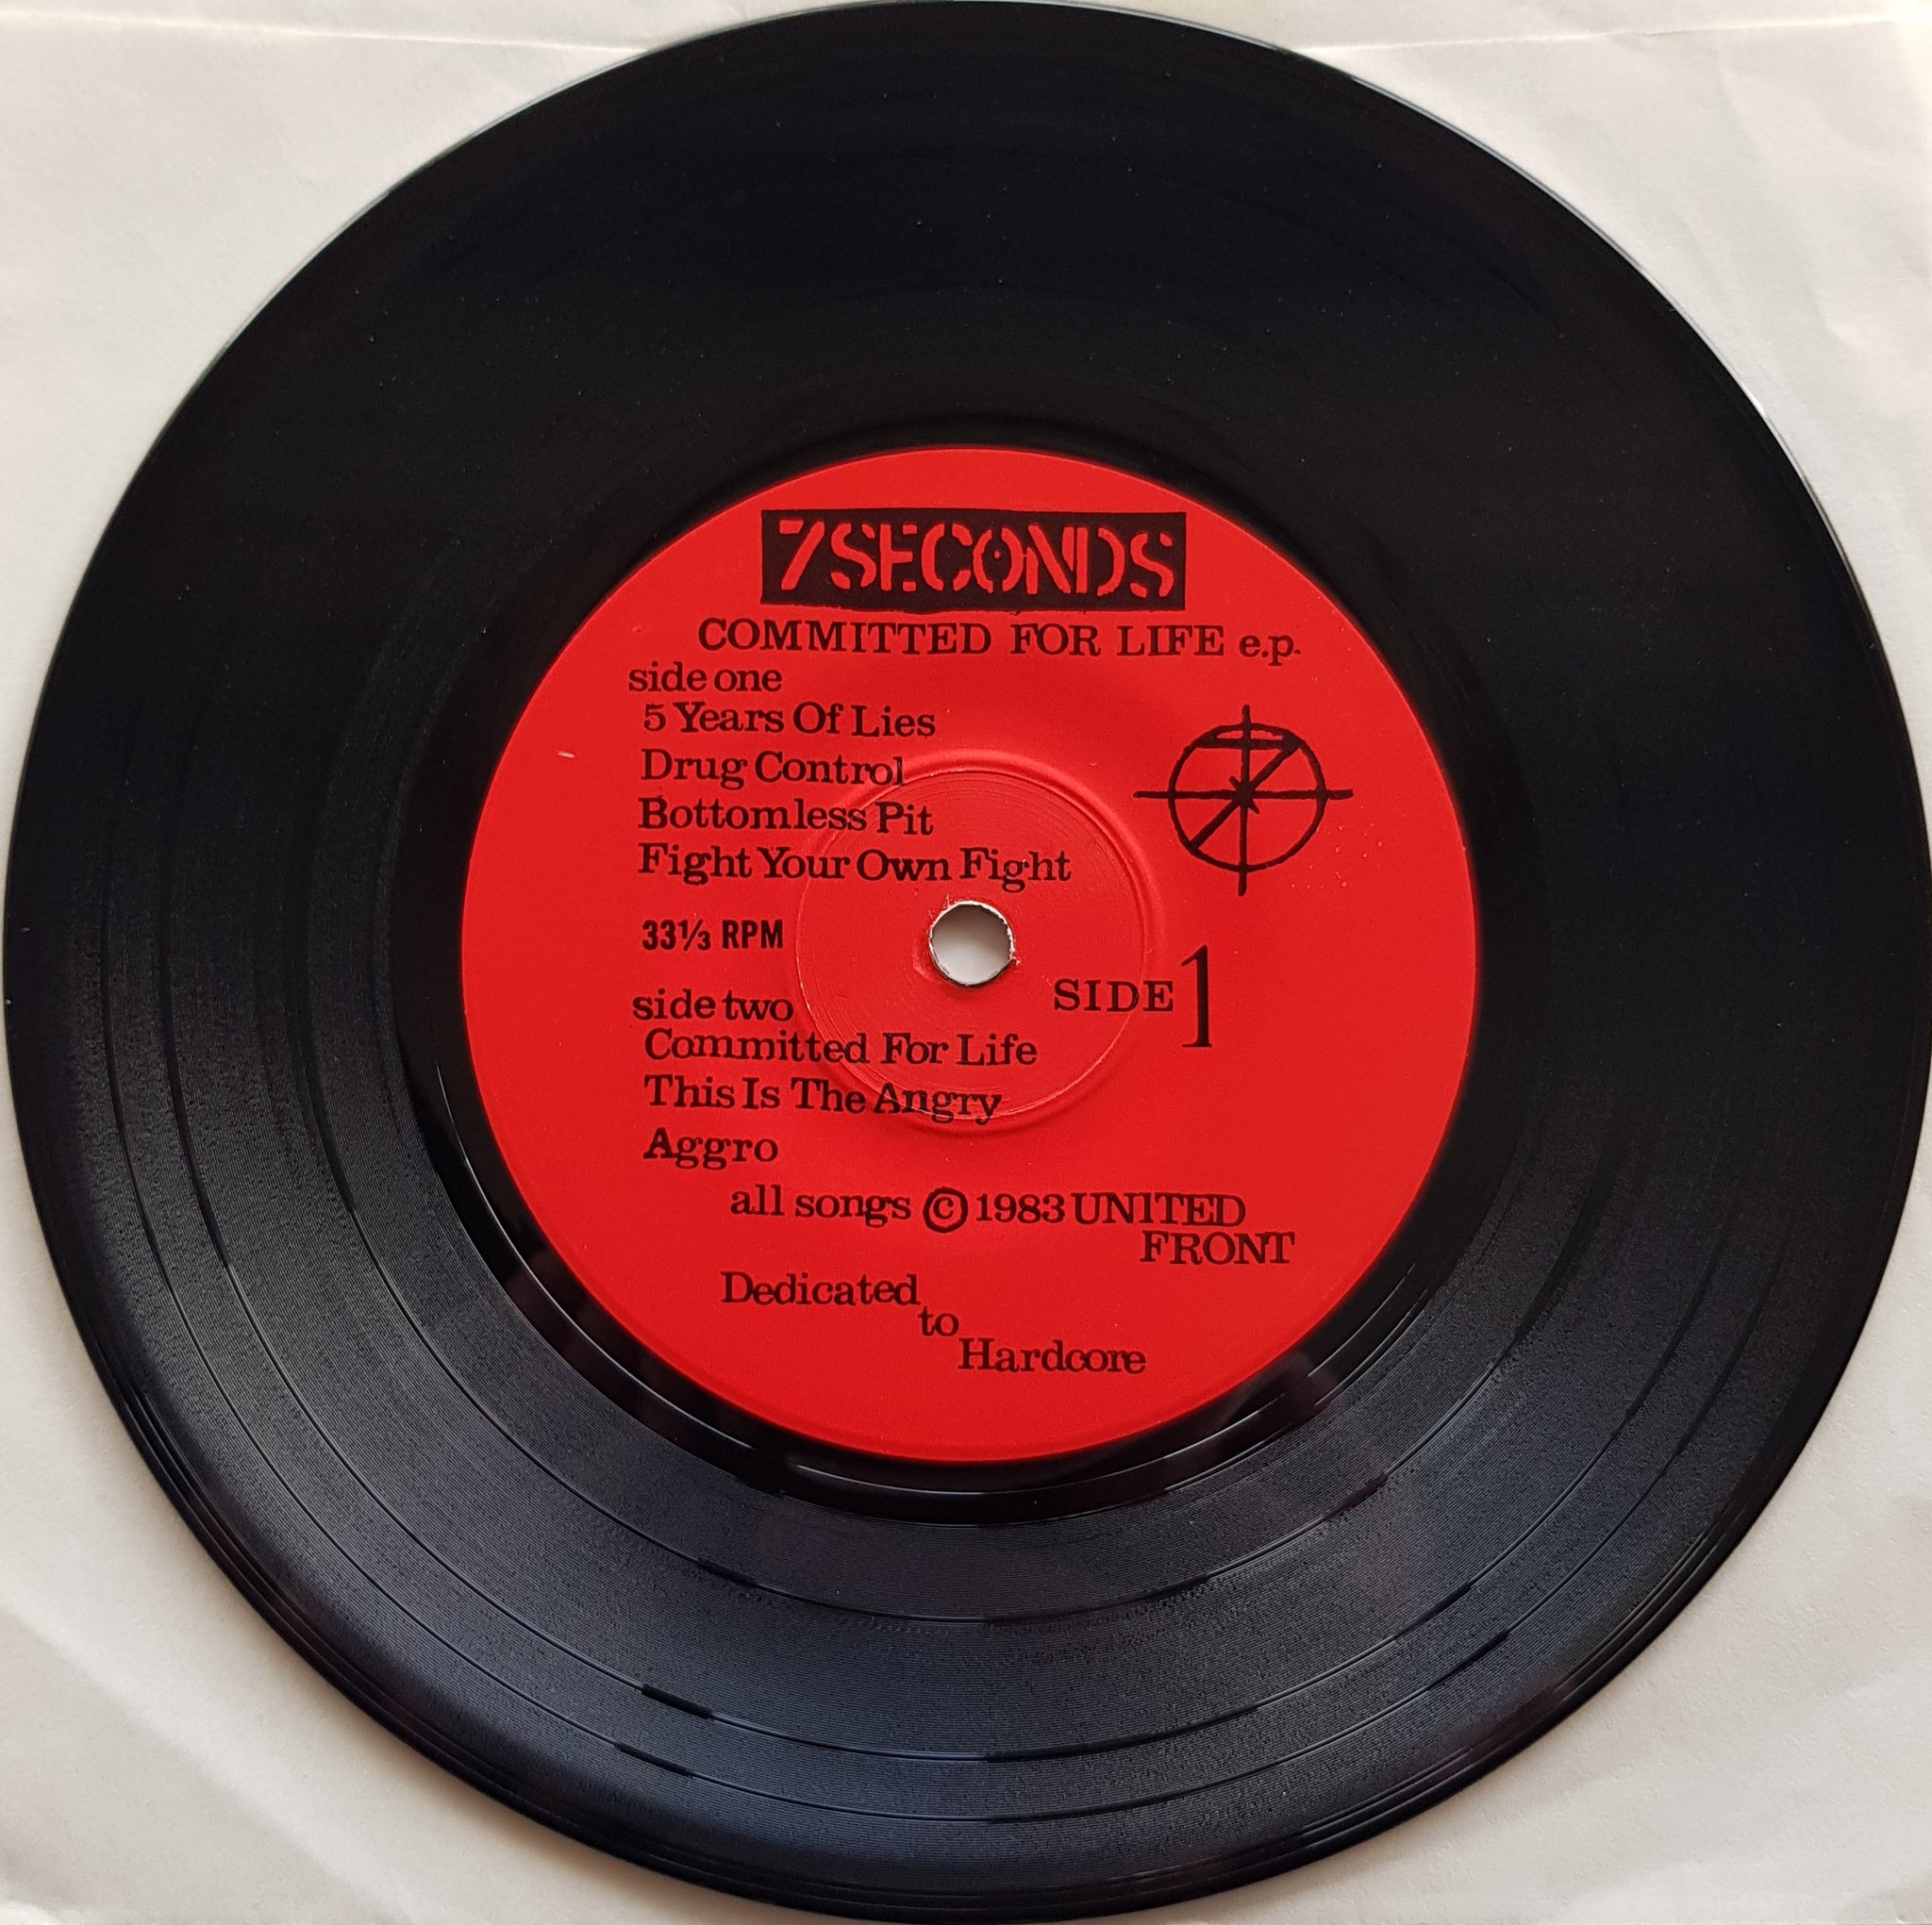 7SECONDS
COMMITTED FOR LIFE e.p.
side one
5 Years Of Lies
Drug Control
Bottomless Pit
Fight Your Own Fight
33⅓ RPM
SIDE 1
side two
Committed For Life
This Is The Angry
Aggro
all songs © 1983 UNITED
FRONT
Dedicated
to
Hardcore